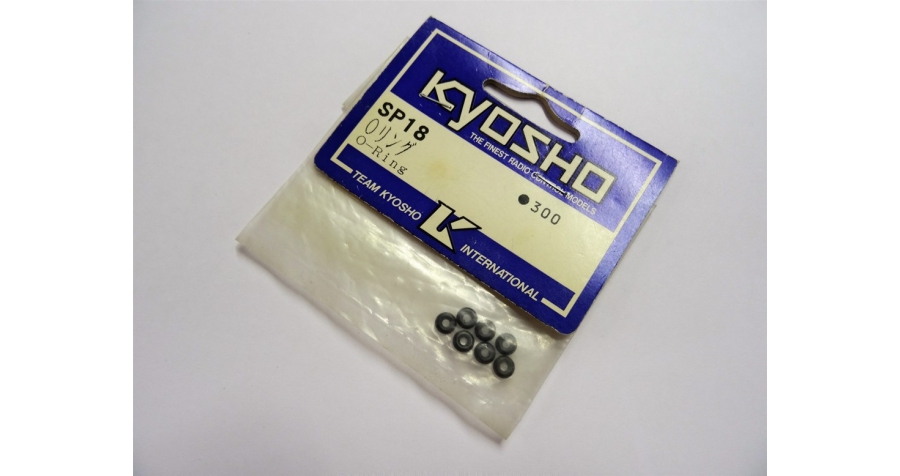 KYOSHO
THE FINEST RADIO CONTROL MODELS
SP18
Oリング
O-Ring
●300
TEAM KYOSHO K INTERNATIONAL